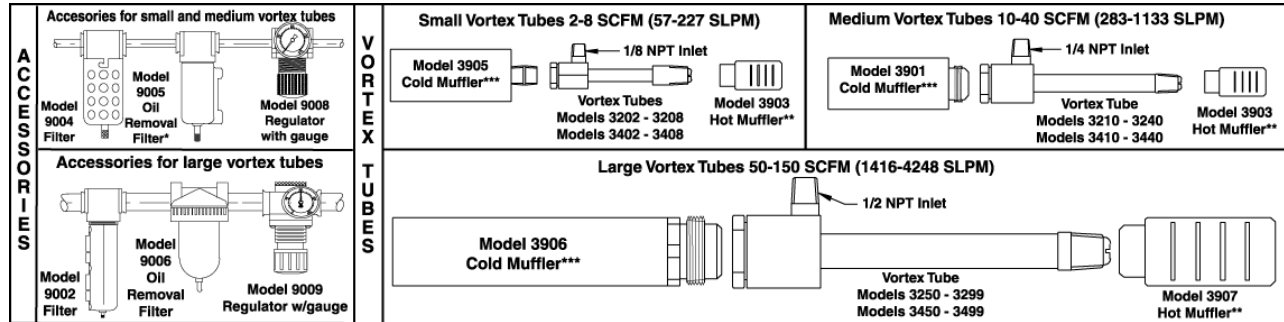 ACCESSORIES
Accesories for small and medium vortex tubes
Model
9004
Filter
Model
9005
Oil
Removal
Filter*
Model 9008
Regulator
with gauge
Accessories for large vortex tubes
Model
9002
Filter
Model
9006
Oil
Removal
Filter
Model 9009
Regulator w/gauge
VORTEX TUBES
Small Vortex Tubes 2-8 SCFM (57-227 SLPM)
1/8 NPT Inlet
Model 3905
Cold Muffler***
Vortex Tubes
Models 3202 - 3208
Models 3402 - 3408
Model 3903
Hot Muffler**
Medium Vortex Tubes 10-40 SCFM (283-1133 SLPM)
1/4 NPT Inlet
Model 3901
Cold Muffler***
Vortex Tube
Models 3210 - 3240
Models 3410 - 3440
Model 3903
Hot Muffler**
Large Vortex Tubes 50-150 SCFM (1416-4248 SLPM)
1/2 NPT Inlet
Model 3906
Cold Muffler***
Vortex Tube
Models 3250 - 3299
Models 3450 - 3499
Model 3907
Hot Muffler**